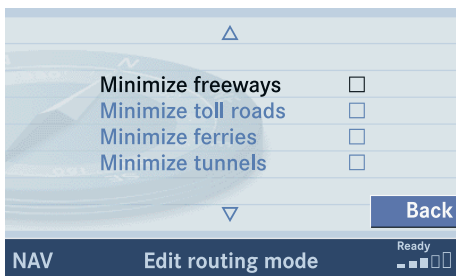 Minimize freeways
Minimize toll roads
Minimize ferries
Minimize tunnels
Back
NAV Edit routing mode Ready